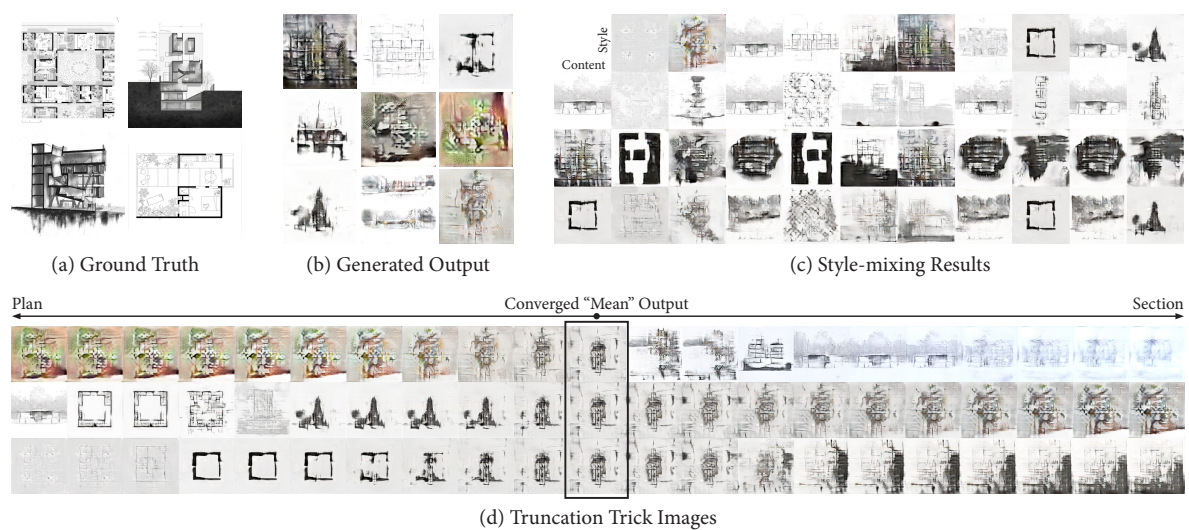 Style
Content
(a) Ground Truth
(b) Generated Output
(c) Style-mixing Results
Plan
Converged “Mean” Output
Section
(d) Truncation Trick Images